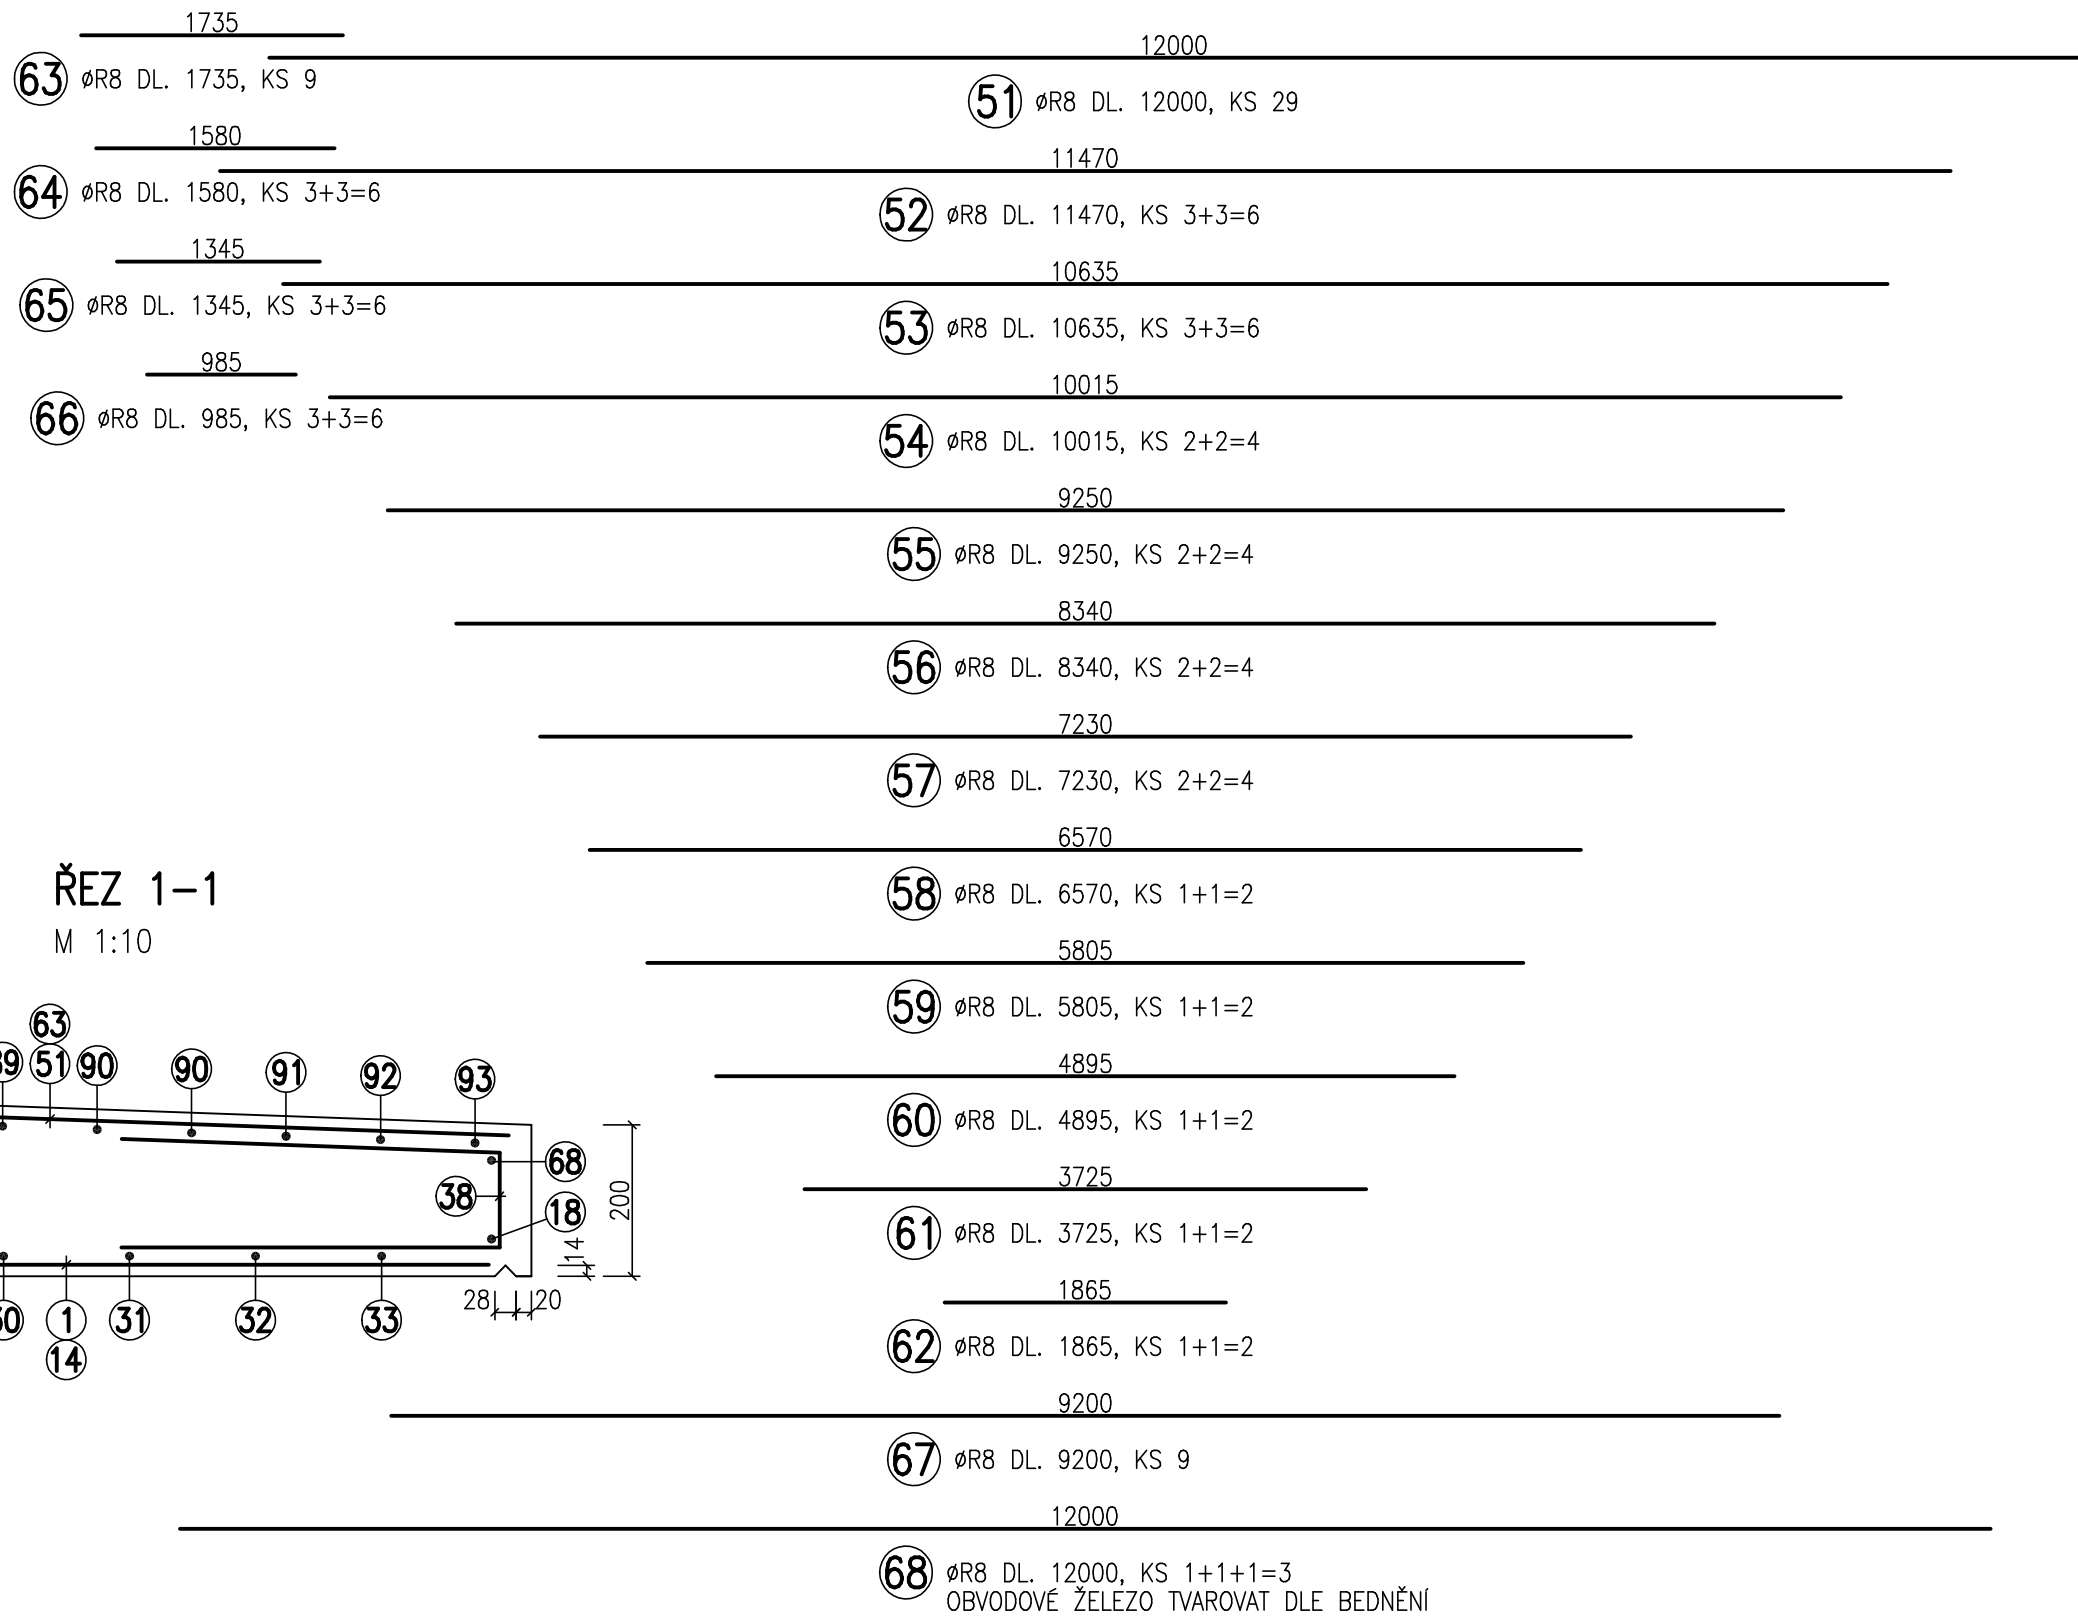 1735
63 øR8 DL. 1735, KS 9
1580
64 øR8 DL. 1580, KS 3+3=6
1345
65 øR8 DL. 1345, KS 3+3=6
985
66 øR8 DL. 985, KS 3+3=6
12000
51 øR8 DL. 12000, KS 29
11470
52 øR8 DL. 11470, KS 3+3=6
10635
53 øR8 DL. 10635, KS 3+3=6
10015
54 øR8 DL. 10015, KS 2+2=4
9250
55 øR8 DL. 9250, KS 2+2=4
8340
56 øR8 DL. 8340, KS 2+2=4
7230
57 øR8 DL. 7230, KS 2+2=4
6570
58 øR8 DL. 6570, KS 1+1=2
5805
59 øR8 DL. 5805, KS 1+1=2
4895
60 øR8 DL. 4895, KS 1+1=2
3725
61 øR8 DL. 3725, KS 1+1=2
1865
62 øR8 DL. 1865, KS 1+1=2
9200
67 øR8 DL. 9200, KS 9
12000
68 øR8 DL. 12000, KS 1+1+1=3
OBVODOVÉ ŽELEZO TVAROVAT DLE BEDNĚNÍ
ŘEZ 1-1
M 1:10
63
51 90 90 91 92 93
68
38
18
200
14
28 20
1 31 32 33
14